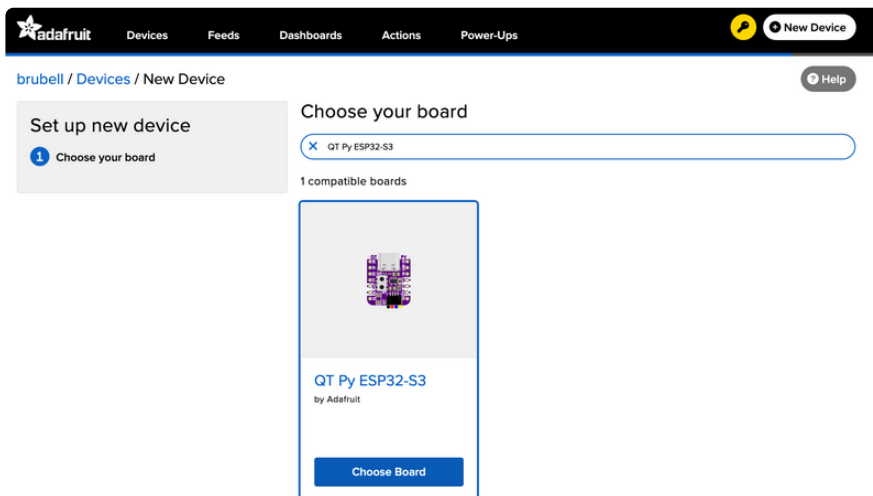 adafruit Devices Feeds Dashboards Actions Power-Ups New Device
brubell / Devices / New Device
Help
Set up new device
1 Choose your board
Choose your board
QT Py ESP32-S3
1 compatible boards
QT Py ESP32-S3
by Adafruit
Choose Board